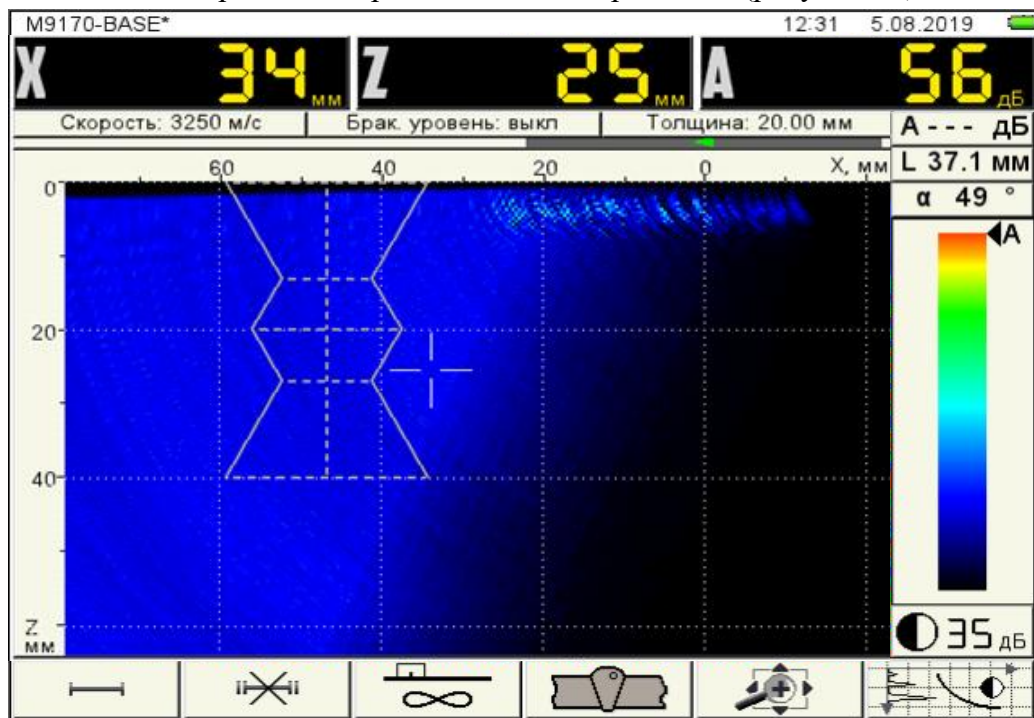 M9170-BASE* 12:31 5.08.2019
X 34 мм Z 25 мм A 56 дБ
Скорость: 3250 м/с Брак. уровень: выкл Толщина: 20.00 мм
A - - - дБ
L 37.1 мм
α 49 °
60 40 20 0 X, мм
0
20
40
Z
мм
A
35 дБ